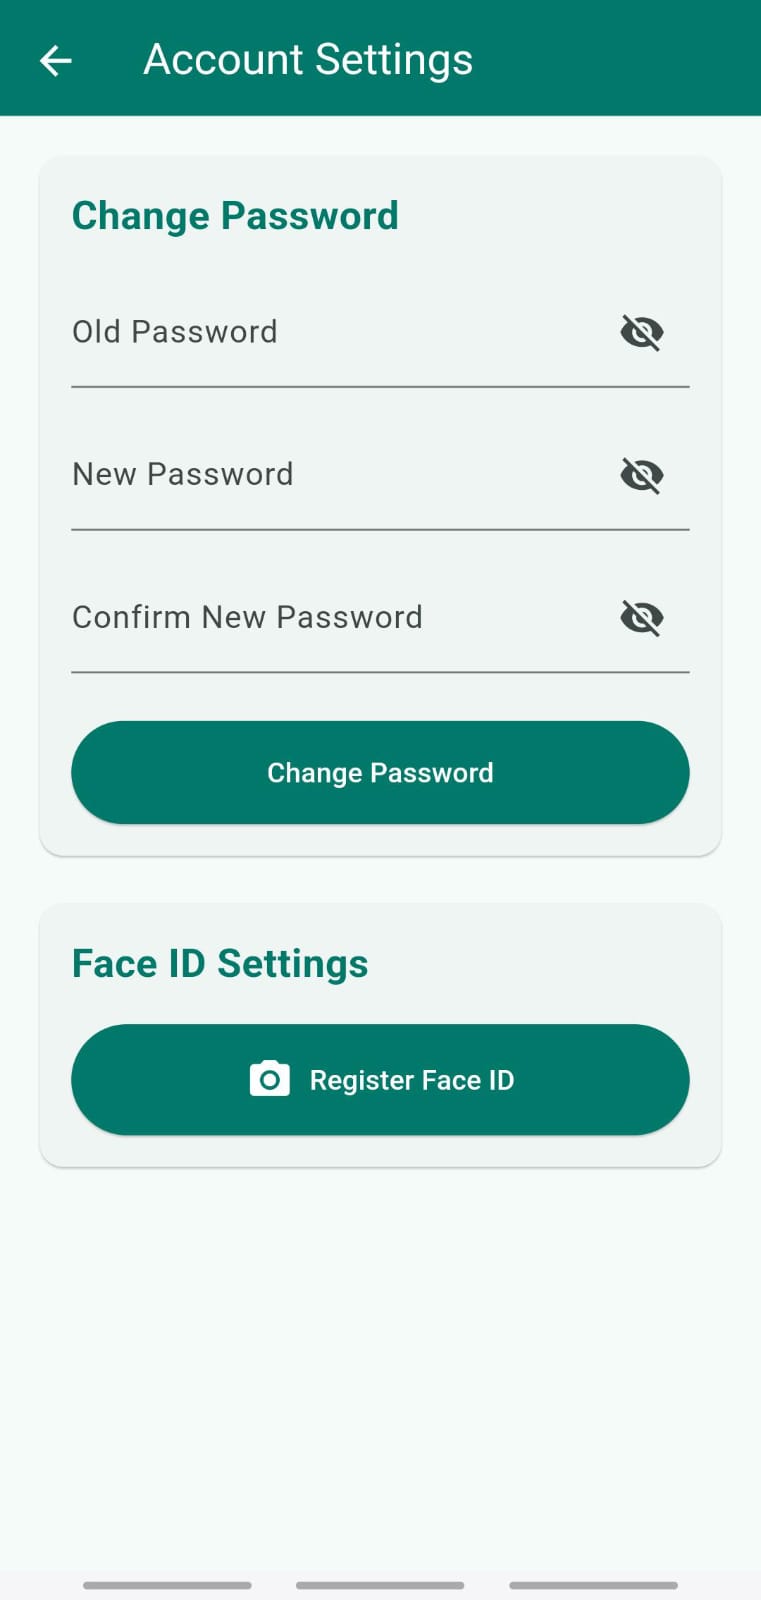 Account Settings
Change Password
Old Password
New Password
Confirm New Password
Change Password
Face ID Settings
Register Face ID